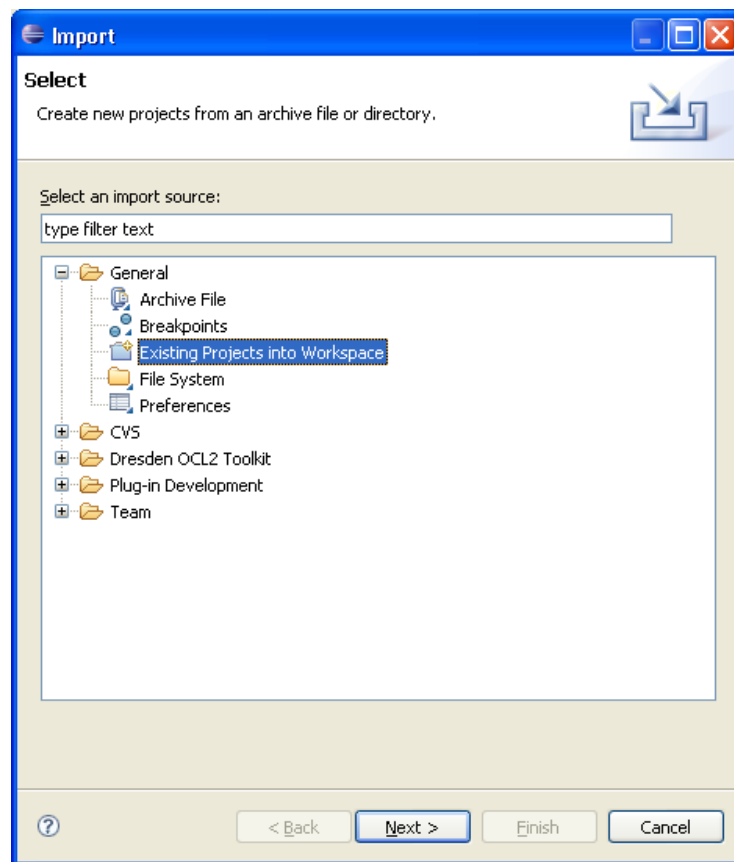 Import
Select
Create new projects from an archive file or directory.
Select an import source:
type filter text
General
Archive File
Breakpoints
Existing Projects into Workspace
File System
Preferences
CVS
Dresden OCL2 Toolkit
Plug-in Development
Team
? < Back Next > Finish Cancel